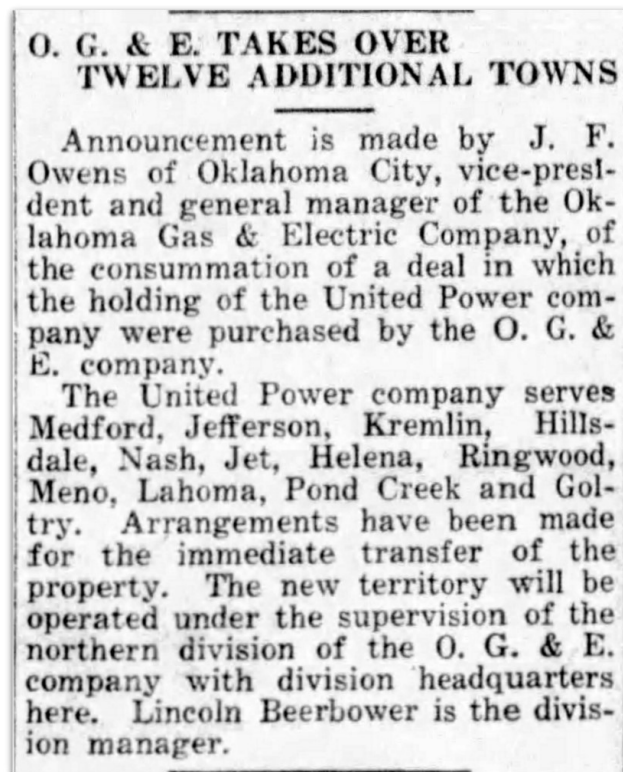 O. G. & E. TAKES OVER
TWELVE ADDITIONAL TOWNS
Announcement is made by J. F.
Owens of Oklahoma City, vice-presi-
dent and general manager of the Ok-
lahoma Gas & Electric Company, of
the consummation of a deal in which
the holding of the United Power com-
pany were purchased by the O. G. &
E. company.
The United Power company serves
Medford, Jefferson, Kremlin, Hills-
dale, Nash, Jet, Helena, Ringwood,
Meno, Lahoma, Pond Creek and Gol-
try. Arrangements have been made
for the immediate transfer of the
property. The new territory will be
operated under the supervision of the
northern division of the O. G. & E.
company with division headquarters
here. Lincoln Beerbower is the divis-
ion manager.